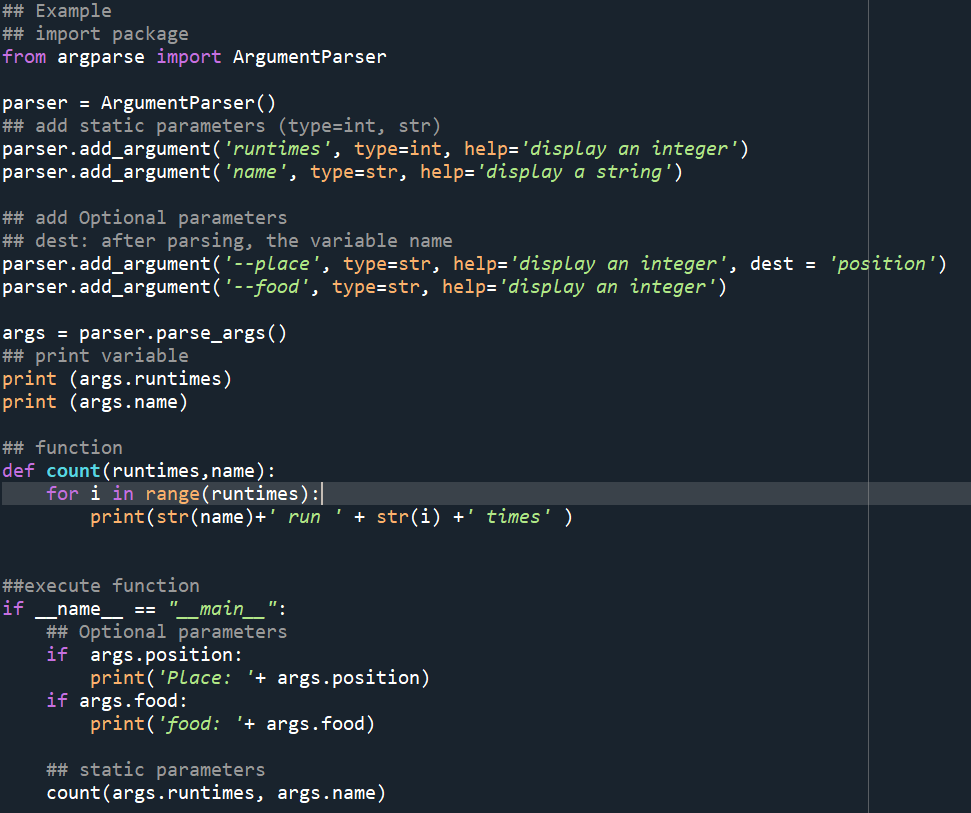 ## Example
## import package
from argparse import ArgumentParser
parser = ArgumentParser()
## add static parameters (type=int, str)
parser.add_argument('runtimes', type=int, help='display an integer')
parser.add_argument('name', type=str, help='display a string')
## add Optional parameters
## dest: after parsing, the variable name
parser.add_argument('--place', type=str, help='display an integer', dest = 'position')
parser.add_argument('--food', type=str, help='display an integer')
args = parser.parse_args()
## print variable
print (args.runtimes)
print (args.name)
## function
def count(runtimes,name):
    for i in range(runtimes):
        print(str(name)+' run ' + str(i) +' times' )
##execute function
if __name__ == "__main__":
    ## Optional parameters
    if  args.position:
        print('Place: '+ args.position)
    if args.food:
        print('food: '+ args.food)
    ## static parameters
    count(args.runtimes, args.name)